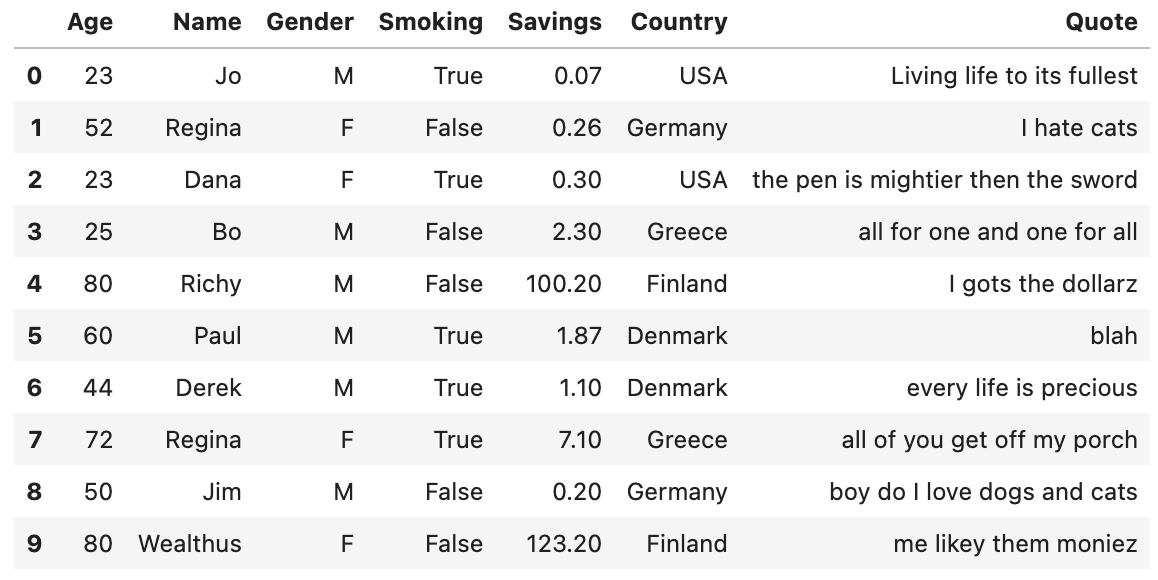 Age Name Gender Smoking Savings Country Quote
0 23 Jo M True 0.07 USA Living life to its fullest
1 52 Regina F False 0.26 Germany I hate cats
2 23 Dana F True 0.30 USA the pen is mightier then the sword
3 25 Bo M False 2.30 Greece all for one and one for all
4 80 Richy M False 100.20 Finland I gots the dollarz
5 60 Paul M True 1.87 Denmark blah
6 44 Derek M True 1.10 Denmark every life is precious
7 72 Regina F True 7.10 Greece all of you get off my porch
8 50 Jim M False 0.20 Germany boy do I love dogs and cats
9 80 Wealthus F False 123.20 Finland me likey them moniez